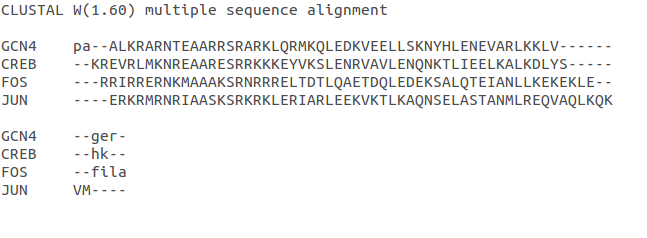 CLUSTAL W(1.60) multiple sequence alignment
GCN4 pa--ALKRARNTEAARRSRARKLQRMKQLEDKVEELLSKNYHLENEVARLKKLV------
CREB --KREVRLMKNREAARESRRKKKEYVKSLENRVAVLENQNKTLIEELKALKDLYS-----
FOS ---RRIRRERNKMAAAKSRNRRRELTDTLQAETDQLEDEKSALQTEIANLLKEKEKLE--
JUN ----ERKRMRNRIAASKSRKRKLERIARLEEKVKTLKAQNSELASTANMLREQVAQLKQK
GCN4 --ger-
CREB --hk--
FOS --fila
JUN VM----